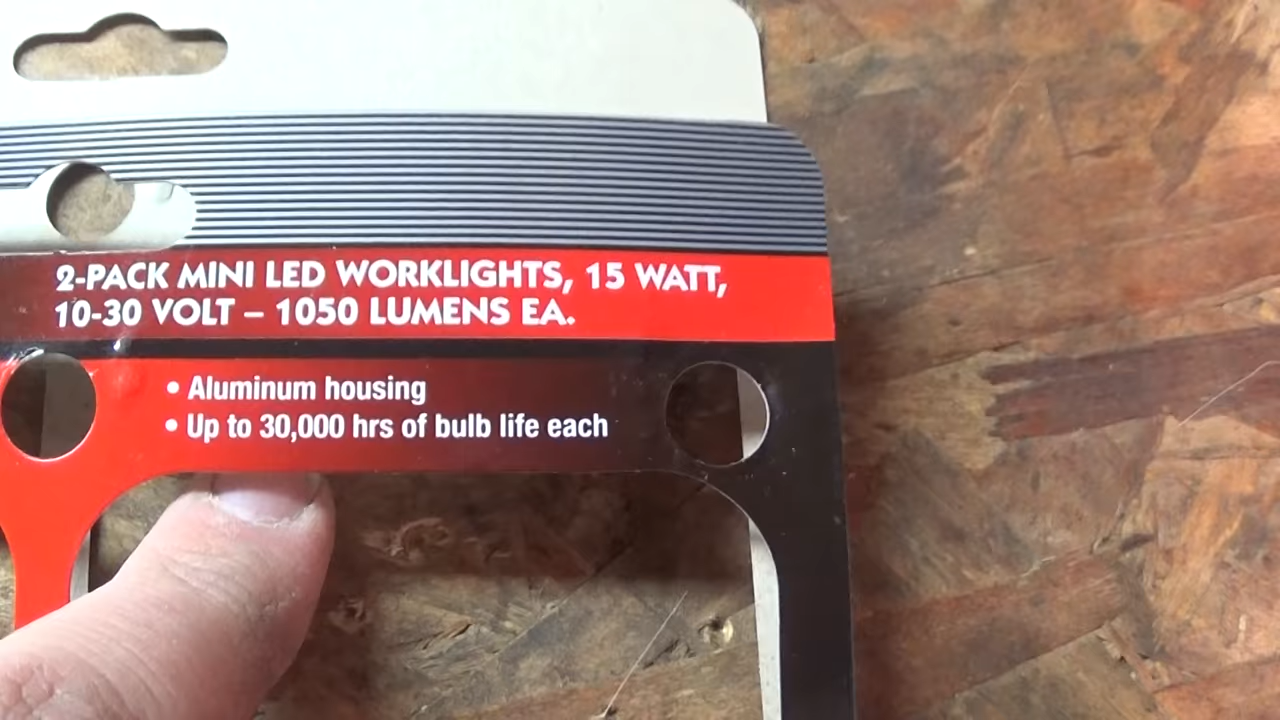 2-PACK MINI LED WORKLIGHTS, 15 WATT,
10-30 VOLT – 1050 LUMENS EA.
• Aluminum housing
• Up to 30,000 hrs of bulb life each